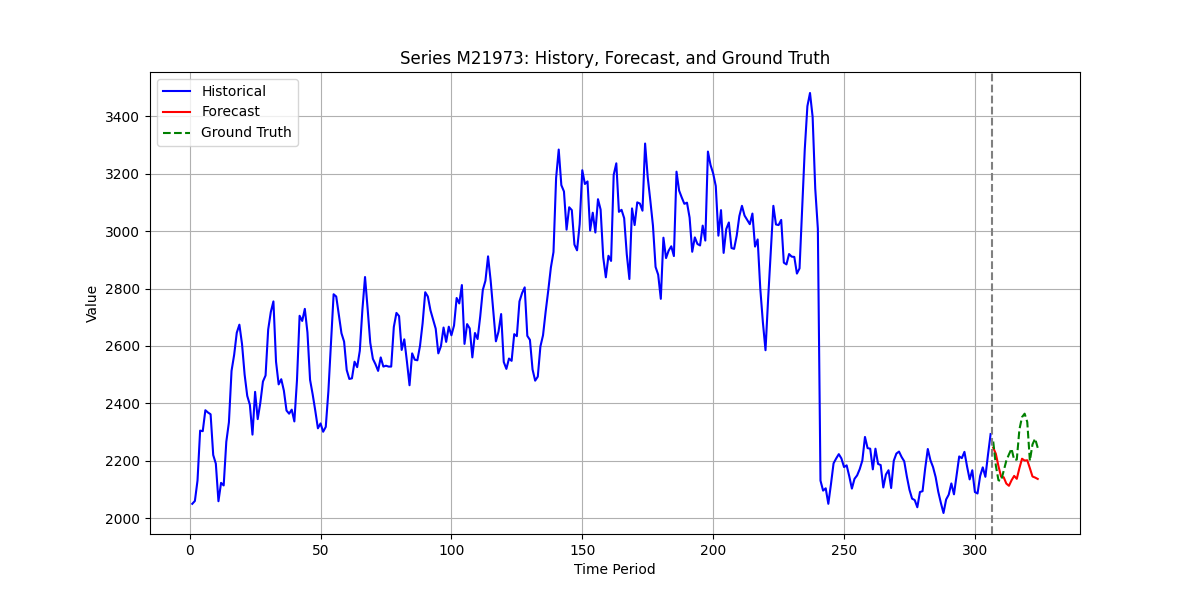 Series M21973: History, Forecast, and Ground Truth
Historical
Forecast
Ground Truth
Value
3400
3200
3000
2800
2600
2400
2200
2000
0 50 100 150 200 250 300
Time Period